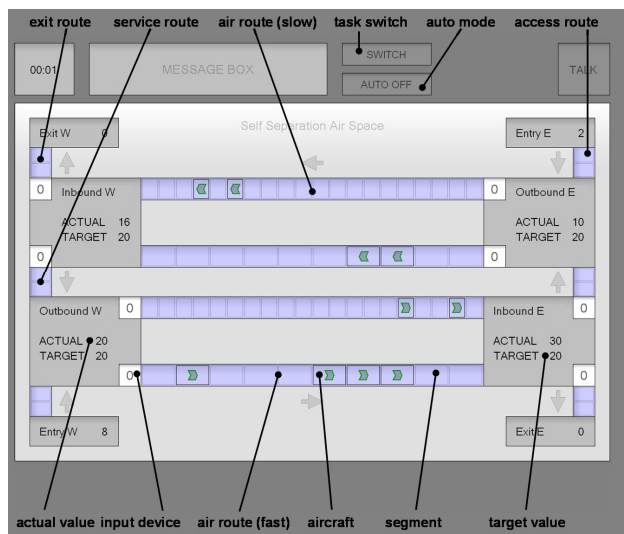 exit route service route air route (slow) task switch auto mode access route
00:01 MESSAGE BOX SWITCH TALK
AUTO OFF
Exit W 0 Self Separation Air Space Entry E 2
0 Inbound W 0 Outbound E
ACTUAL 16 ACTUAL 10
TARGET 20 TARGET 20
0 0
Outbound W 0 Inbound E 0
ACTUAL 20 ACTUAL 30
TARGET 20 TARGET 20
0 0
Entry W 8 Exit E 0
actual value input device air route (fast) aircraft segment target value